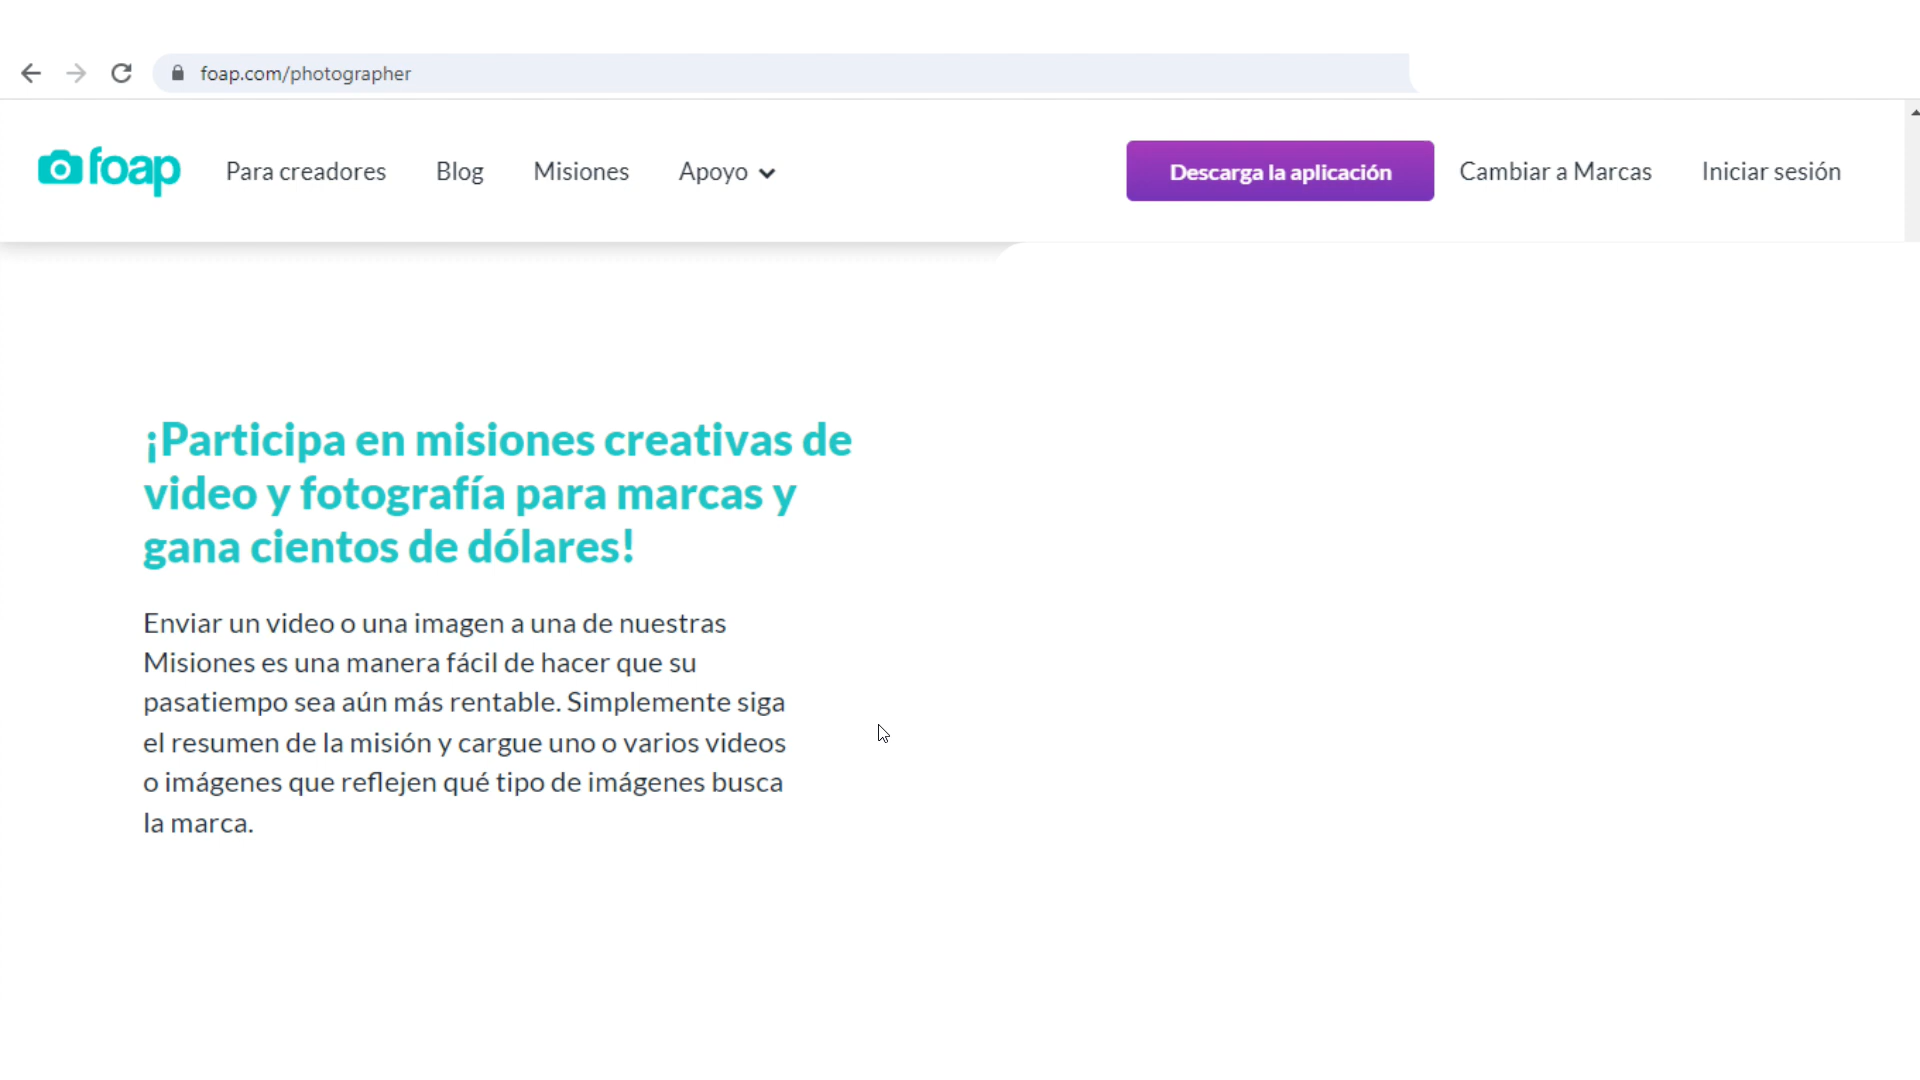 foap.com/photographer
foap
Para creadores
Blog
Misiones
Apoyo
Descarga la aplicación
Cambiar a Marcas
Iniciar sesión
¡Participa en misiones creativas de
video y fotografía para marcas y
gana cientos de dólares!
Enviar un video o una imagen a una de nuestras
Misiones es una manera fácil de hacer que su
pasatiempo sea aún más rentable. Simplemente siga
el resumen de la misión y cargue uno o varios videos
o imágenes que reflejen qué tipo de imágenes busca
la marca.